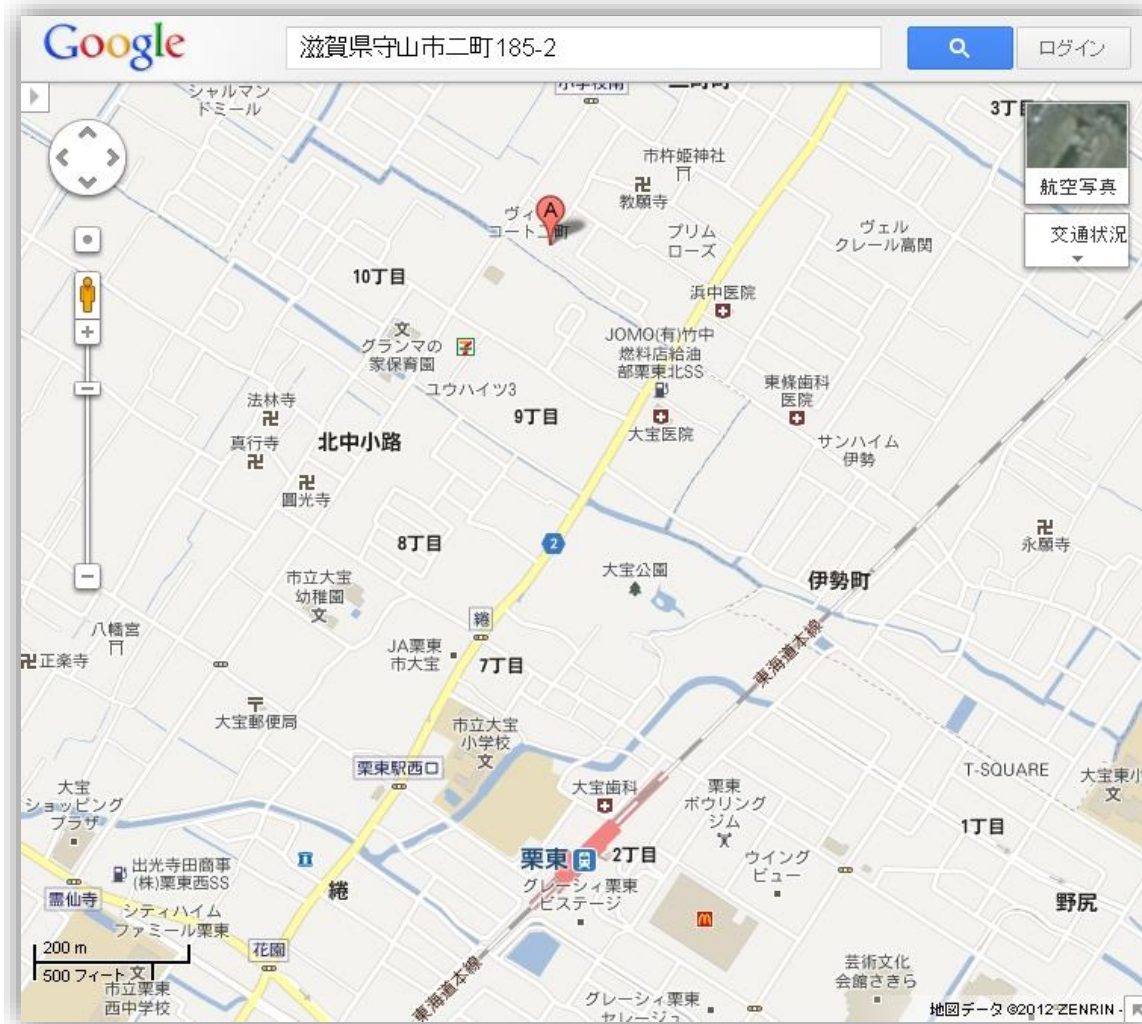 Google
滋賀県守山市二町185-2
ログイン
シャルマン
ドミール
小学校南
二町町
3丁目
航空写真
交通状況
市杵姫神社
教願寺
A
コート二町
プリム
ローズ
ヴェル
クレール高関
10丁目
浜中医院
グランマの
家保育園
JOMO(有)竹中
燃料店給油
部栗東北SS
ユウハイツ3
東條歯科
医院
法林寺
9丁目
大宝医院
真行寺
北中小路
サンハイム
伊勢
圓光寺
8丁目
2
永願寺
市立大宝
幼稚園
文
大宝公園
伊勢町
綣
八幡宮
正楽寺
JA栗東
市大宝
7丁目
東海道本線
大宝郵便局
市立大宝
小学校
文
栗東駅西口
大宝
ショッピング
プラザ
大宝歯科
栗東
ボウリング
ジム
T-SQUARE
大宝東小
文
1丁目
出光寺田商事
(株)栗東西SS
栗東
2丁目
ウイング
ビュー
霊仙寺
シティハイム
ファミール栗東
綣
グレーシィ栗東
ビステージ
野尻
花園
200 m
500 フィート
文
市立栗東
西中学校
東海道本線
グレーシィ栗東
セレージュ
芸術文化
会館さきら
地図データ ©2012 ZENRIN -